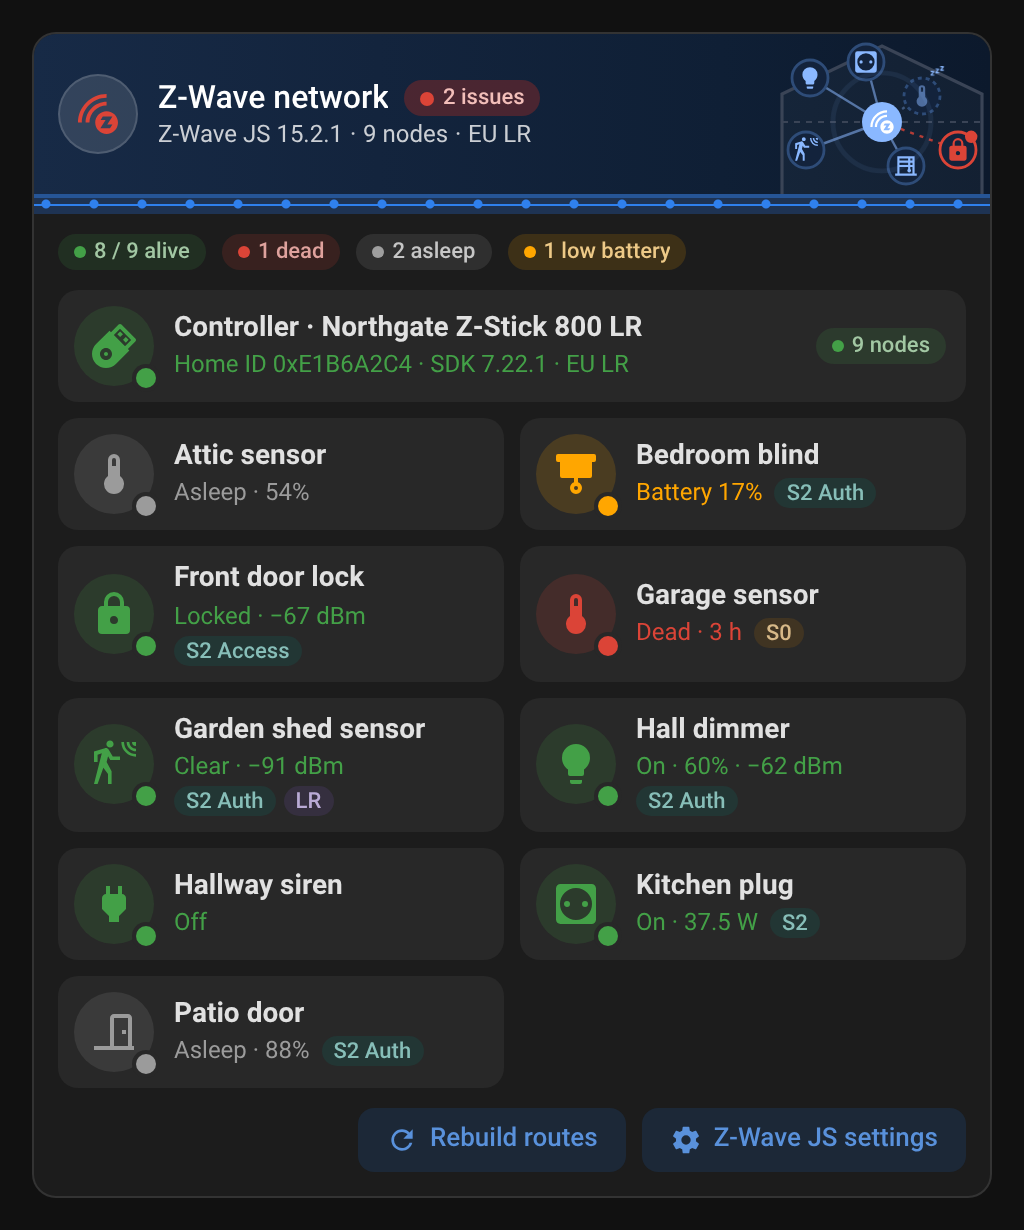 Z-Wave network
2 issues
Z-Wave JS 15.2.1 · 9 nodes · EU LR
zzz
8 / 9 alive
1 dead
2 asleep
1 low battery
Controller · Northgate Z-Stick 800 LR
Home ID 0xE1B6A2C4 · SDK 7.22.1 · EU LR
9 nodes
Attic sensor
Asleep · 54%
Bedroom blind
Battery 17%
S2 Auth
Front door lock
Locked · −67 dBm
S2 Access
Garage sensor
Dead · 3 h
S0
Garden shed sensor
Clear · −91 dBm
S2 Auth
LR
Hall dimmer
On · 60% · −62 dBm
S2 Auth
Hallway siren
Off
Kitchen plug
On · 37.5 W
S2
Patio door
Asleep · 88%
S2 Auth
Rebuild routes
Z-Wave JS settings